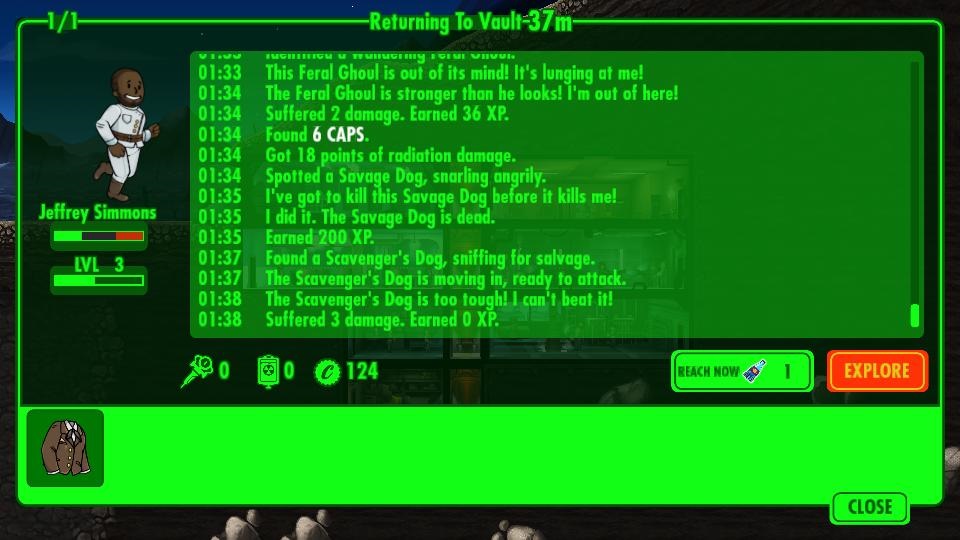 1/1
Returning To Vault-37m
01:33 Identified a wandering Feral Ghoul.
01:33 This Feral Ghoul is out of its mind! It's lunging at me!
01:34 The Feral Ghoul is stronger than he looks! I'm out of here!
01:34 Suffered 2 damage. Earned 36 XP.
01:34 Found 6 CAPS.
01:34 Got 18 points of radiation damage.
01:34 Spotted a Savage Dog, snarling angrily.
01:35 I've got to kill this Savage Dog before it kills me!
01:35 I did it. The Savage Dog is dead.
01:35 Earned 200 XP.
01:37 Found a Scavenger's Dog, sniffing for salvage.
01:37 The Scavenger's Dog is moving in, ready to attack.
01:38 The Scavenger's Dog is too tough! I can't beat it!
01:38 Suffered 3 damage. Earned 0 XP.
Jeffrey Simmons
LVL 3
0 0 C 124
REACH NOW 1
EXPLORE
CLOSE